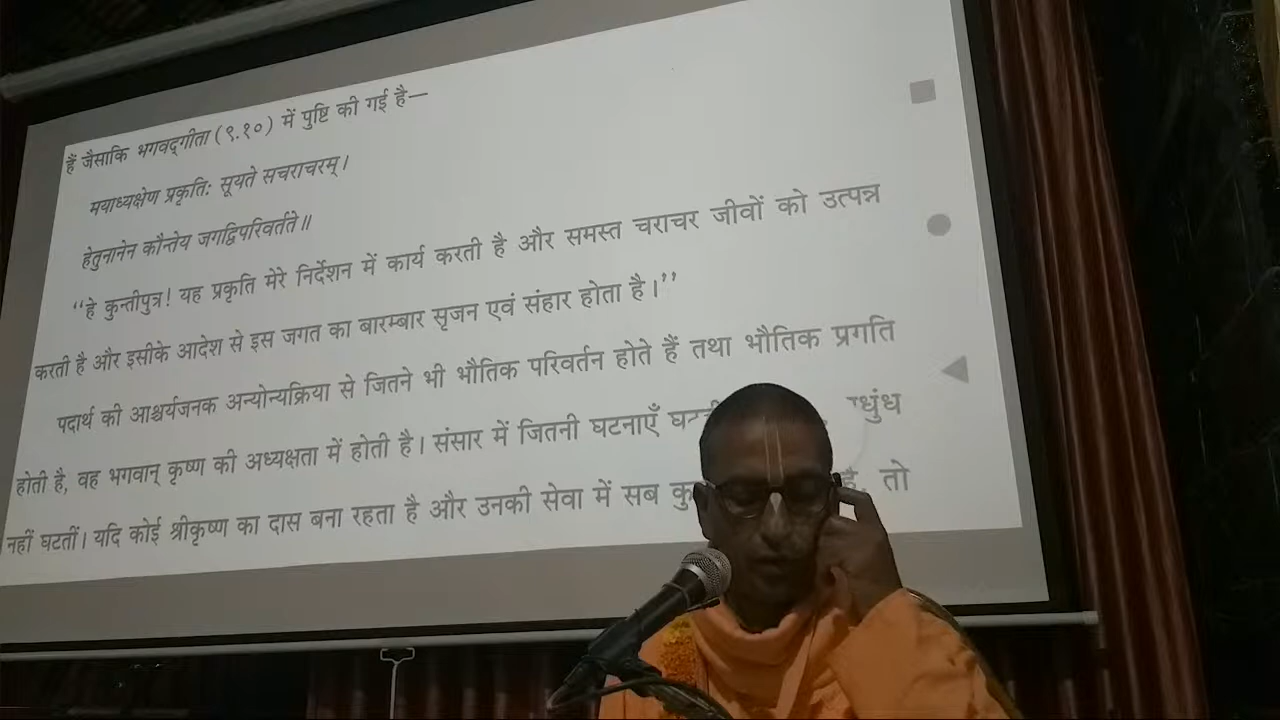 हैं जैसाकि भगवद्‌गीता (९.१०) में पुष्टि की गई है—
मयाध्यक्षेण प्रकृतिः सूयते सचराचरम्।
हेतुनानेन कौन्तेय जगद्विपरिवर्तते॥
‘‘हे कुन्तीपुत्र! यह प्रकृति मेरे निर्देशन में कार्य करती है और समस्त चराचर जीवों को उत्पन्न
करती है और इसीके आदेश से इस जगत का बारम्बार सृजन एवं संहार होता है।’’
पदार्थ की आश्चर्यजनक अन्योन्यक्रिया से जितने भी भौतिक परिवर्तन होते हैं तथा भौतिक प्रगति
होती है, वह भगवान् कृष्ण की अध्यक्षता में होती है। संसार में जितनी घटनाएँ
नहीं घटतीं। यदि कोई श्रीकृष्ण का दास बना रहता है और उनकी सेवा में सब तो